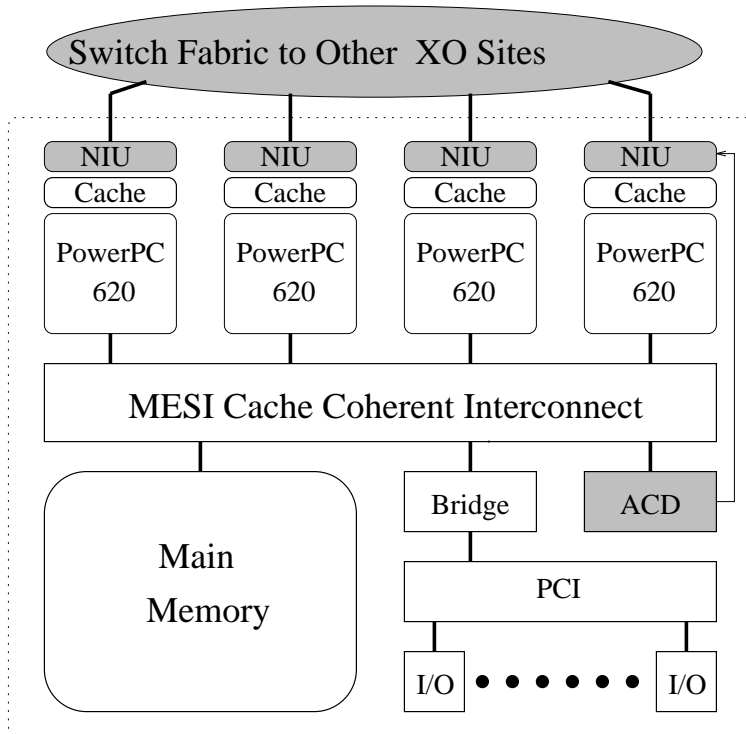 Switch Fabric to Other XO Sites
NIU NIU NIU NIU
Cache Cache Cache Cache
PowerPC PowerPC PowerPC PowerPC
620 620 620 620
MESI Cache Coherent Interconnect
Bridge ACD
Main
Memory
PCI
I/O I/O